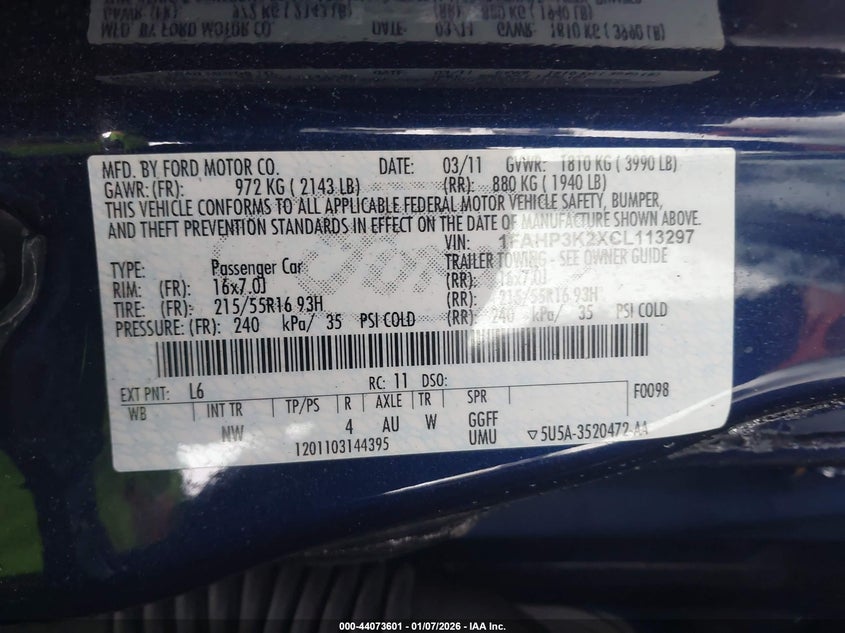 MFD. BY FORD MOTOR CO. DATE: 03/11 GVWR: 1810 KG ( 3990 LB)
GAWR: (FR): 972 KG ( 2143 LB) (RR): 880 KG ( 1940 LB)
THIS VEHICLE CONFORMS TO ALL APPLICABLE FEDERAL MOTOR VEHICLE SAFETY, BUMPER,
AND THEFT PREVENTION STANDARDS IN EFFECT ON THE DATE OF MANUFACTURE SHOWN ABOVE.
VIN: 1FAHP3K2XCL113297
TYPE: Passenger Car TRAILER TOWING - SEE OWNER GUIDE
RIM: (FR): 16x7.0J (RR): 16x7.0J
TIRE: (FR): 215/55R16 93H (RR): 215/55R16 93H
PRESSURE: (FR): 240 kPa/ 35 PSI COLD (RR): 240 kPa/ 35 PSI COLD
EXT PNT: L6 RC: 11 DSO: F0098
WB INT TR TP/PS R AXLE TR SPR
NW 4 AU W GGFF
UMU
1201103144395 5U5A-3520472-AA
000-44073601 - 01/07/2026 - IAA Inc.